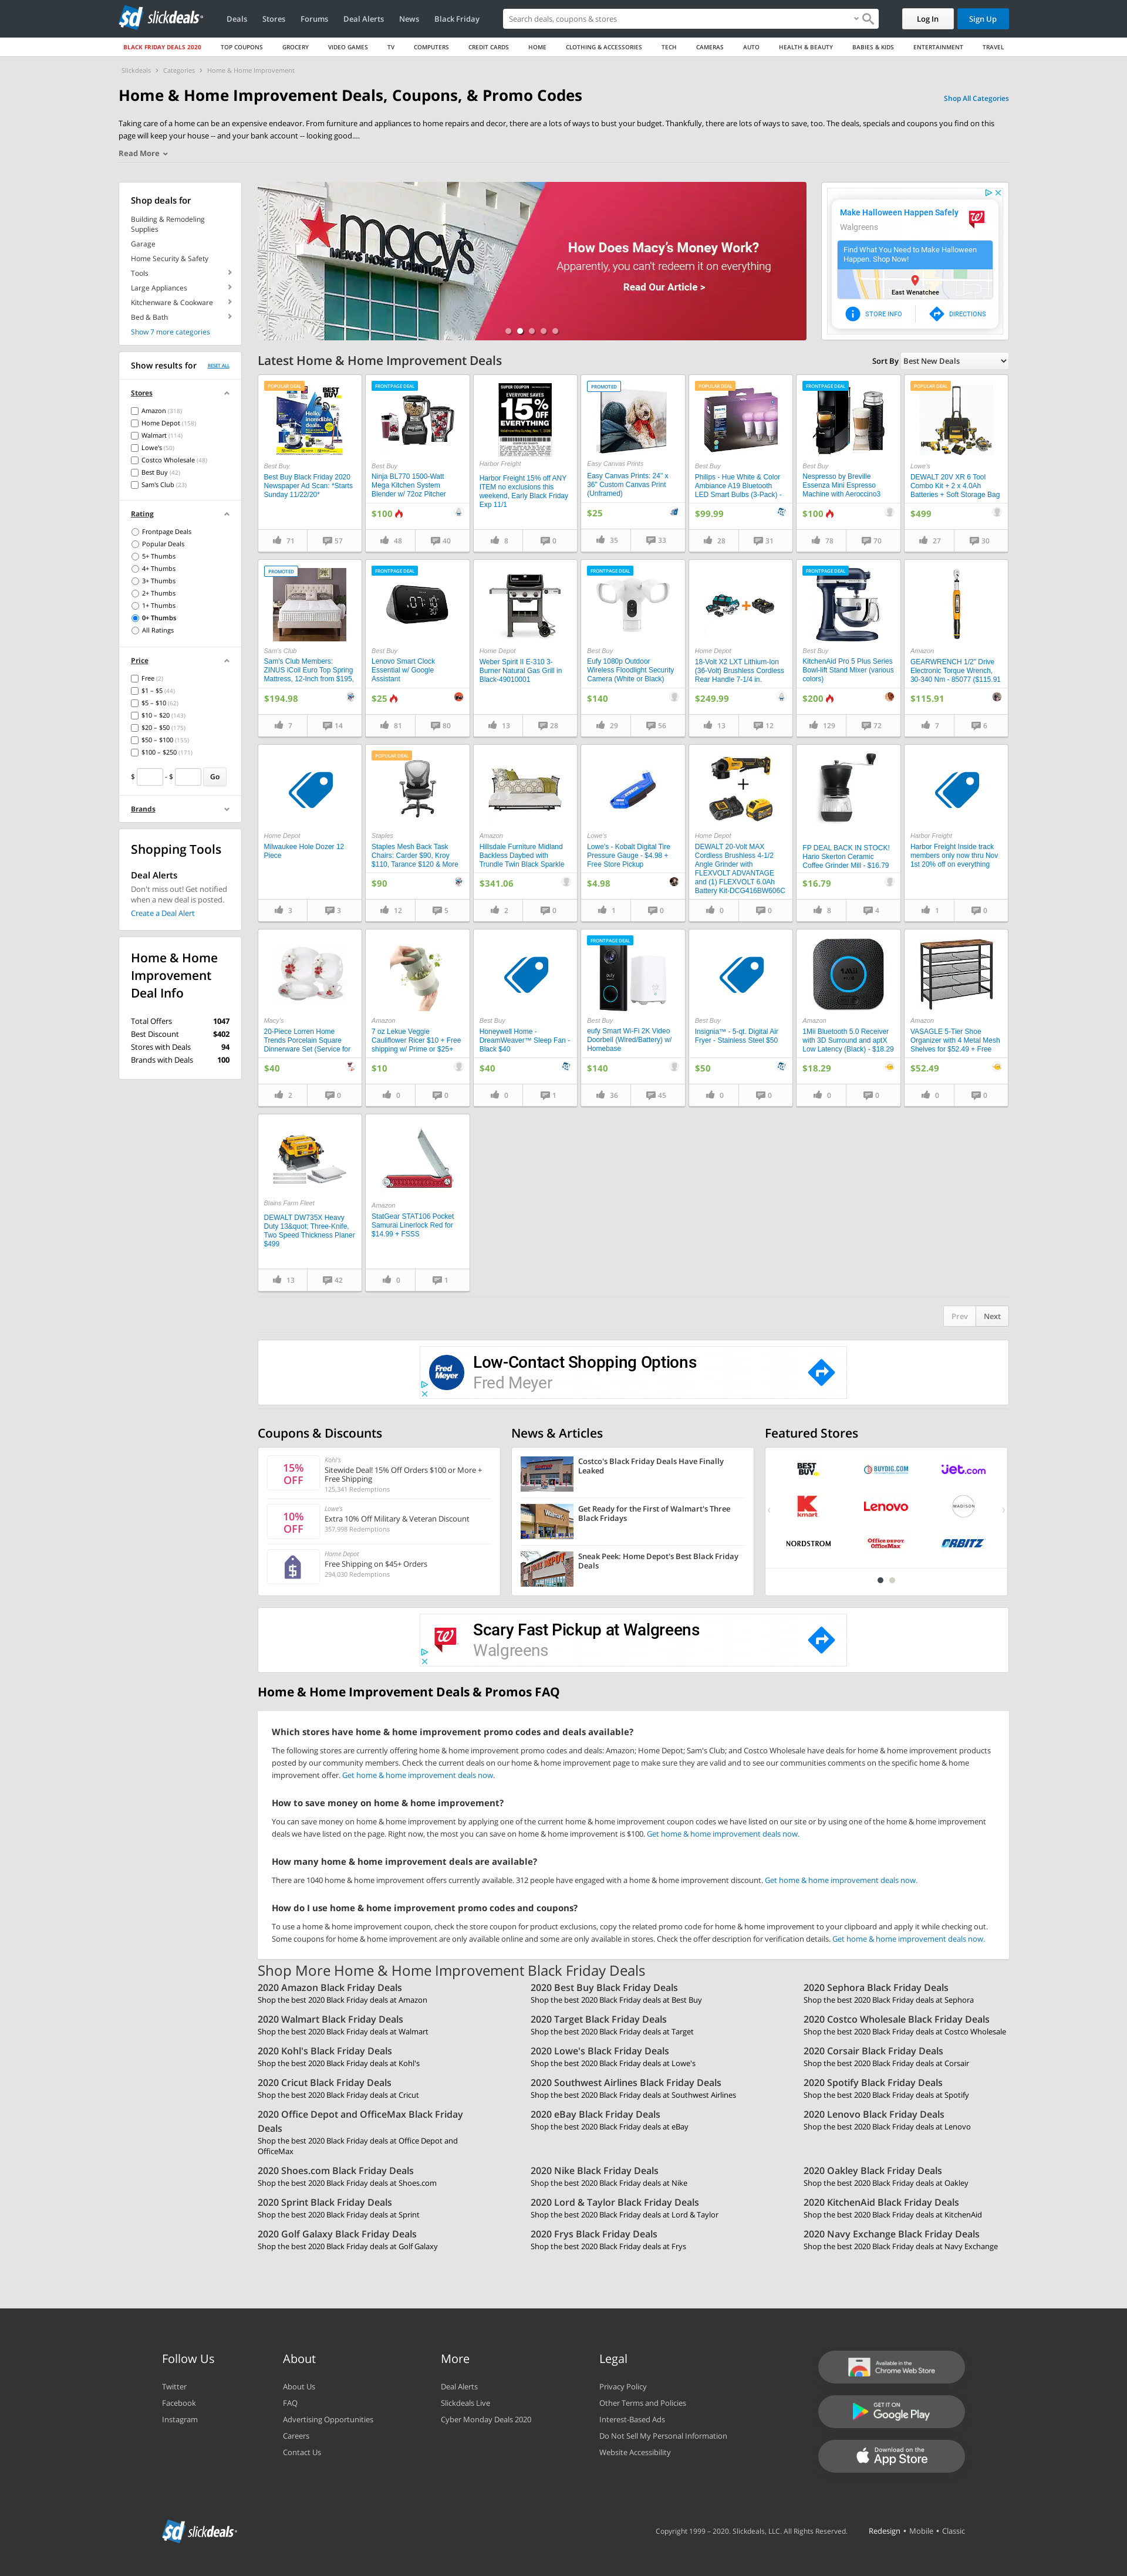 slickdeals
Deals
Stores
Forums
Deal Alerts
News
Black Friday
Search deals, coupons & stores
Log In
Sign Up
BLACK FRIDAY DEALS 2020
TOP COUPONS
GROCERY
VIDEO GAMES
TV
COMPUTERS
CREDIT CARDS
HOME
CLOTHING & ACCESSORIES
TECH
CAMERAS
AUTO
HEALTH & BEAUTY
BABIES & KIDS
ENTERTAINMENT
TRAVEL
Slickdeals › Categories › Home & Home Improvement
Home & Home Improvement Deals, Coupons, & Promo Codes
Shop All Categories
Taking care of a home can be an expensive endeavor. From furniture and appliances to home repairs and decor, there are a lots of ways to bust your budget. Thankfully, there are lots of ways to save, too. The deals, specials and coupons you find on this
page will keep your house -- and your bank account -- looking good....
Read More
Shop deals for
Building & Remodeling
Supplies
Garage
Home Security & Safety
Tools
Large Appliances
Kitchenware & Cookware
Bed & Bath
Show 7 more categories
Show results for
RESET ALL
Stores
Amazon (318)
Home Depot (158)
Walmart (114)
Lowe's (50)
Costco Wholesale (48)
Best Buy (42)
Sam's Club (23)
Rating
Frontpage Deals
Popular Deals
5+ Thumbs
4+ Thumbs
3+ Thumbs
2+ Thumbs
1+ Thumbs
0+ Thumbs
All Ratings
Price
Free (2)
$1 – $5 (44)
$5 – $10 (62)
$10 – $20 (143)
$20 – $50 (175)
$50 – $100 (155)
$100 – $250 (171)
$ - $ Go
Brands
Shopping Tools
Deal Alerts
Don't miss out! Get notified
when a new deal is posted.
Create a Deal Alert
Home & Home
Improvement
Deal Info
Total Offers 1047
Best Discount $402
Stores with Deals 94
Brands with Deals 100
macy's
MEN'S HOME FURNITURE
How Does Macy's Money Work?
Apparently, you can't redeem it on everything
Read Our Article >
Make Halloween Happen Safely
Walgreens
Find What You Need to Make Halloween
Happen. Shop Now!
East Wenatchee
STORE INFO
DIRECTIONS
Latest Home & Home Improvement Deals
Sort By Best New Deals
POPULAR DEAL
Best Buy
Best Buy Black Friday 2020
Newspaper Ad Scan: *Starts
Sunday 11/22/20*
71 57
FRONTPAGE DEAL
Best Buy
Ninja BL770 1500-Watt
Mega Kitchen System
Blender w/ 72oz Pitcher
$100
48 40
SUPER COUPON
EVERYONE SAVES
15% OFF
EVERYTHING
Harbor Freight
Harbor Freight 15% off ANY
ITEM no exclusions this
weekend, Early Black Friday
Exp 11/1
8 0
PROMOTED
Easy Canvas Prints
Easy Canvas Prints: 24" x
36" Custom Canvas Print
(Unframed)
$25
35 33
POPULAR DEAL
Best Buy
Philips - Hue White & Color
Ambiance A19 Bluetooth
LED Smart Bulbs (3-Pack) -
$99.99
28 31
FRONTPAGE DEAL
Best Buy
Nespresso by Breville
Essenza Mini Espresso
Machine with Aeroccino3
$100
78 70
POPULAR DEAL
Lowe's
DEWALT 20V XR 6 Tool
Combo Kit + 2 x 4.0Ah
Batteries + Soft Storage Bag
$499
27 30
PROMOTED
Sam's Club
Sam's Club Members:
ZINUS iCoil Euro Top Spring
Mattress, 12-Inch from $195,
$194.98
7 14
FRONTPAGE DEAL
Best Buy
Lenovo Smart Clock
Essential w/ Google
Assistant
$25
81 80
Home Depot
Weber Spirit II E-310 3-
Burner Natural Gas Grill in
Black-49010001
13 28
FRONTPAGE DEAL
Best Buy
Eufy 1080p Outdoor
Wireless Floodlight Security
Camera (White or Black)
$140
29 56
Home Depot
18-Volt X2 LXT Lithium-Ion
(36-Volt) Brushless Cordless
Rear Handle 7-1/4 in.
$249.99
13 12
FRONTPAGE DEAL
Best Buy
KitchenAid Pro 5 Plus Series
Bowl-lift Stand Mixer (various
colors)
$200
129 72
Amazon
GEARWRENCH 1/2" Drive
Electronic Torque Wrench,
30-340 Nm - 85077 ($115.91
$115.91
7 6
Home Depot
Milwaukee Hole Dozer 12
Piece
3 3
POPULAR DEAL
Staples
Staples Mesh Back Task
Chairs: Carder $90, Kroy
$110, Tarance $120 & More
$90
12 5
Amazon
Hillsdale Furniture Midland
Backless Daybed with
Trundle Twin Black Sparkle
$341.06
2 0
Lowe's
Lowe's - Kobalt Digital Tire
Pressure Gauge - $4.98 +
Free Store Pickup
$4.98
1 0
Home Depot
DEWALT 20-Volt MAX
Cordless Brushless 4-1/2
Angle Grinder with
FLEXVOLT ADVANTAGE
and (1) FLEXVOLT 6.0Ah
Battery Kit-DCG416BW606C
0 0
FP DEAL BACK IN STOCK!
Hario Skerton Ceramic
Coffee Grinder Mill - $16.79
$16.79
8 4
Harbor Freight
Harbor Freight Inside track
members only now thru Nov
1st 20% off on everything
1 0
Macy's
20-Piece Lorren Home
Trends Porcelain Square
Dinnerware Set (Service for
$40
2 0
Amazon
7 oz Lekue Veggie
Cauliflower Ricer $10 + Free
shipping w/ Prime or $25+
$10
0 0
Best Buy
Honeywell Home -
DreamWeaver™ Sleep Fan -
Black $40
$40
0 1
FRONTPAGE DEAL
Best Buy
eufy Smart Wi-Fi 2K Video
Doorbell (Wired/Battery) w/
Homebase
$140
36 45
Best Buy
Insignia™ - 5-qt. Digital Air
Fryer - Stainless Steel $50
$50
0 0
Amazon
1Mii Bluetooth 5.0 Receiver
with 3D Surround and aptX
Low Latency (Black) - $18.29
$18.29
0 0
Amazon
VASAGLE 5-Tier Shoe
Organizer with 4 Metal Mesh
Shelves for $52.49 + Free
$52.49
0 0
Blains Farm Fleet
DEWALT DW735X Heavy
Duty 13&quot; Three-Knife,
Two Speed Thickness Planer
$499
13 42
Amazon
StatGear STAT106 Pocket
Samurai Linerlock Red for
$14.99 + FSSS
0 1
Prev Next
Fred Meyer
Low-Contact Shopping Options
Fred Meyer
Coupons & Discounts
15% OFF
Kohl's
Sitewide Deal! 15% Off Orders $100 or More +
Free Shipping
125,341 Redemptions
10% OFF
Lowe's
Extra 10% Off Military & Veteran Discount
357,998 Redemptions
Home Depot
Free Shipping on $45+ Orders
294,030 Redemptions
News & Articles
Costco's Black Friday Deals Have Finally
Leaked
Get Ready for the First of Walmart's Three
Black Fridays
Sneak Peek: Home Depot's Best Black Friday
Deals
Featured Stores
BEST BUY
BUYDIG.COM
jet.com
kmart
Lenovo
MADISON
NORDSTROM
Office DEPOT
OfficeMax
ORBITZ
Scary Fast Pickup at Walgreens
Walgreens
Home & Home Improvement Deals & Promos FAQ
Which stores have home & home improvement promo codes and deals available?
The following stores are currently offering home & home improvement promo codes and deals: Amazon; Home Depot; Sam's Club; and Costco Wholesale have deals for home & home improvement products
posted by our community members. Check the current deals on our home & home improvement page to make sure they are valid and to see our communities comments on the specific home & home
improvement offer. Get home & home improvement deals now.
How to save money on home & home improvement?
You can save money on home & home improvement by applying one of the current home & home improvement coupon codes we have listed on our site or by using one of the home & home improvement
deals we have listed on the page. Right now, the most you can save on home & home improvement is $100. Get home & home improvement deals now.
How many home & home improvement deals are available?
There are 1040 home & home improvement offers currently available. 312 people have engaged with a home & home improvement discount. Get home & home improvement deals now.
How do I use home & home improvement promo codes and coupons?
To use a home & home improvement coupon, check the store coupon for product exclusions, copy the related promo code for home & home improvement to your clipboard and apply it while checking out.
Some coupons for home & home improvement are only available online and some are only available in stores. Check the offer description for verification details. Get home & home improvement deals now.
Shop More Home & Home Improvement Black Friday Deals
2020 Amazon Black Friday Deals
Shop the best 2020 Black Friday deals at Amazon
2020 Best Buy Black Friday Deals
Shop the best 2020 Black Friday deals at Best Buy
2020 Sephora Black Friday Deals
Shop the best 2020 Black Friday deals at Sephora
2020 Walmart Black Friday Deals
Shop the best 2020 Black Friday deals at Walmart
2020 Target Black Friday Deals
Shop the best 2020 Black Friday deals at Target
2020 Costco Wholesale Black Friday Deals
Shop the best 2020 Black Friday deals at Costco Wholesale
2020 Kohl's Black Friday Deals
Shop the best 2020 Black Friday deals at Kohl's
2020 Lowe's Black Friday Deals
Shop the best 2020 Black Friday deals at Lowe's
2020 Corsair Black Friday Deals
Shop the best 2020 Black Friday deals at Corsair
2020 Cricut Black Friday Deals
Shop the best 2020 Black Friday deals at Cricut
2020 Southwest Airlines Black Friday Deals
Shop the best 2020 Black Friday deals at Southwest Airlines
2020 Spotify Black Friday Deals
Shop the best 2020 Black Friday deals at Spotify
2020 Office Depot and OfficeMax Black Friday
Deals
Shop the best 2020 Black Friday deals at Office Depot and
OfficeMax
2020 eBay Black Friday Deals
Shop the best 2020 Black Friday deals at eBay
2020 Lenovo Black Friday Deals
Shop the best 2020 Black Friday deals at Lenovo
2020 Shoes.com Black Friday Deals
Shop the best 2020 Black Friday deals at Shoes.com
2020 Nike Black Friday Deals
Shop the best 2020 Black Friday deals at Nike
2020 Oakley Black Friday Deals
Shop the best 2020 Black Friday deals at Oakley
2020 Sprint Black Friday Deals
Shop the best 2020 Black Friday deals at Sprint
2020 Lord & Taylor Black Friday Deals
Shop the best 2020 Black Friday deals at Lord & Taylor
2020 KitchenAid Black Friday Deals
Shop the best 2020 Black Friday deals at KitchenAid
2020 Golf Galaxy Black Friday Deals
Shop the best 2020 Black Friday deals at Golf Galaxy
2020 Frys Black Friday Deals
Shop the best 2020 Black Friday deals at Frys
2020 Navy Exchange Black Friday Deals
Shop the best 2020 Black Friday deals at Navy Exchange
Follow Us
Twitter
Facebook
Instagram
About
About Us
FAQ
Advertising Opportunities
Careers
Contact Us
More
Deal Alerts
Slickdeals Live
Cyber Monday Deals 2020
Legal
Privacy Policy
Other Terms and Policies
Interest-Based Ads
Do Not Sell My Personal Information
Website Accessibility
Available in the
Chrome Web Store
GET IT ON
Google Play
Download on the
App Store
slickdeals
Copyright 1999 – 2020. Slickdeals, LLC. All Rights Reserved.
Redesign • Mobile • Classic